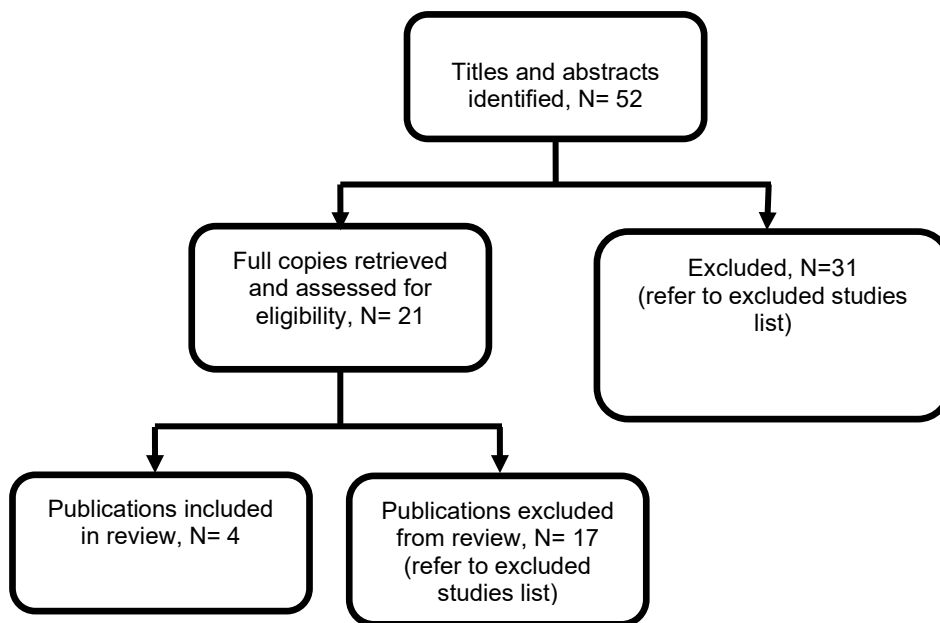 Titles and abstracts
identified, N= 52
Full copies retrieved
and assessed for
eligibility, N= 21
Excluded, N=31
(refer to excluded studies
list)
Publications included
in review, N= 4
Publications excluded
from review, N= 17
(refer to excluded
studies list)